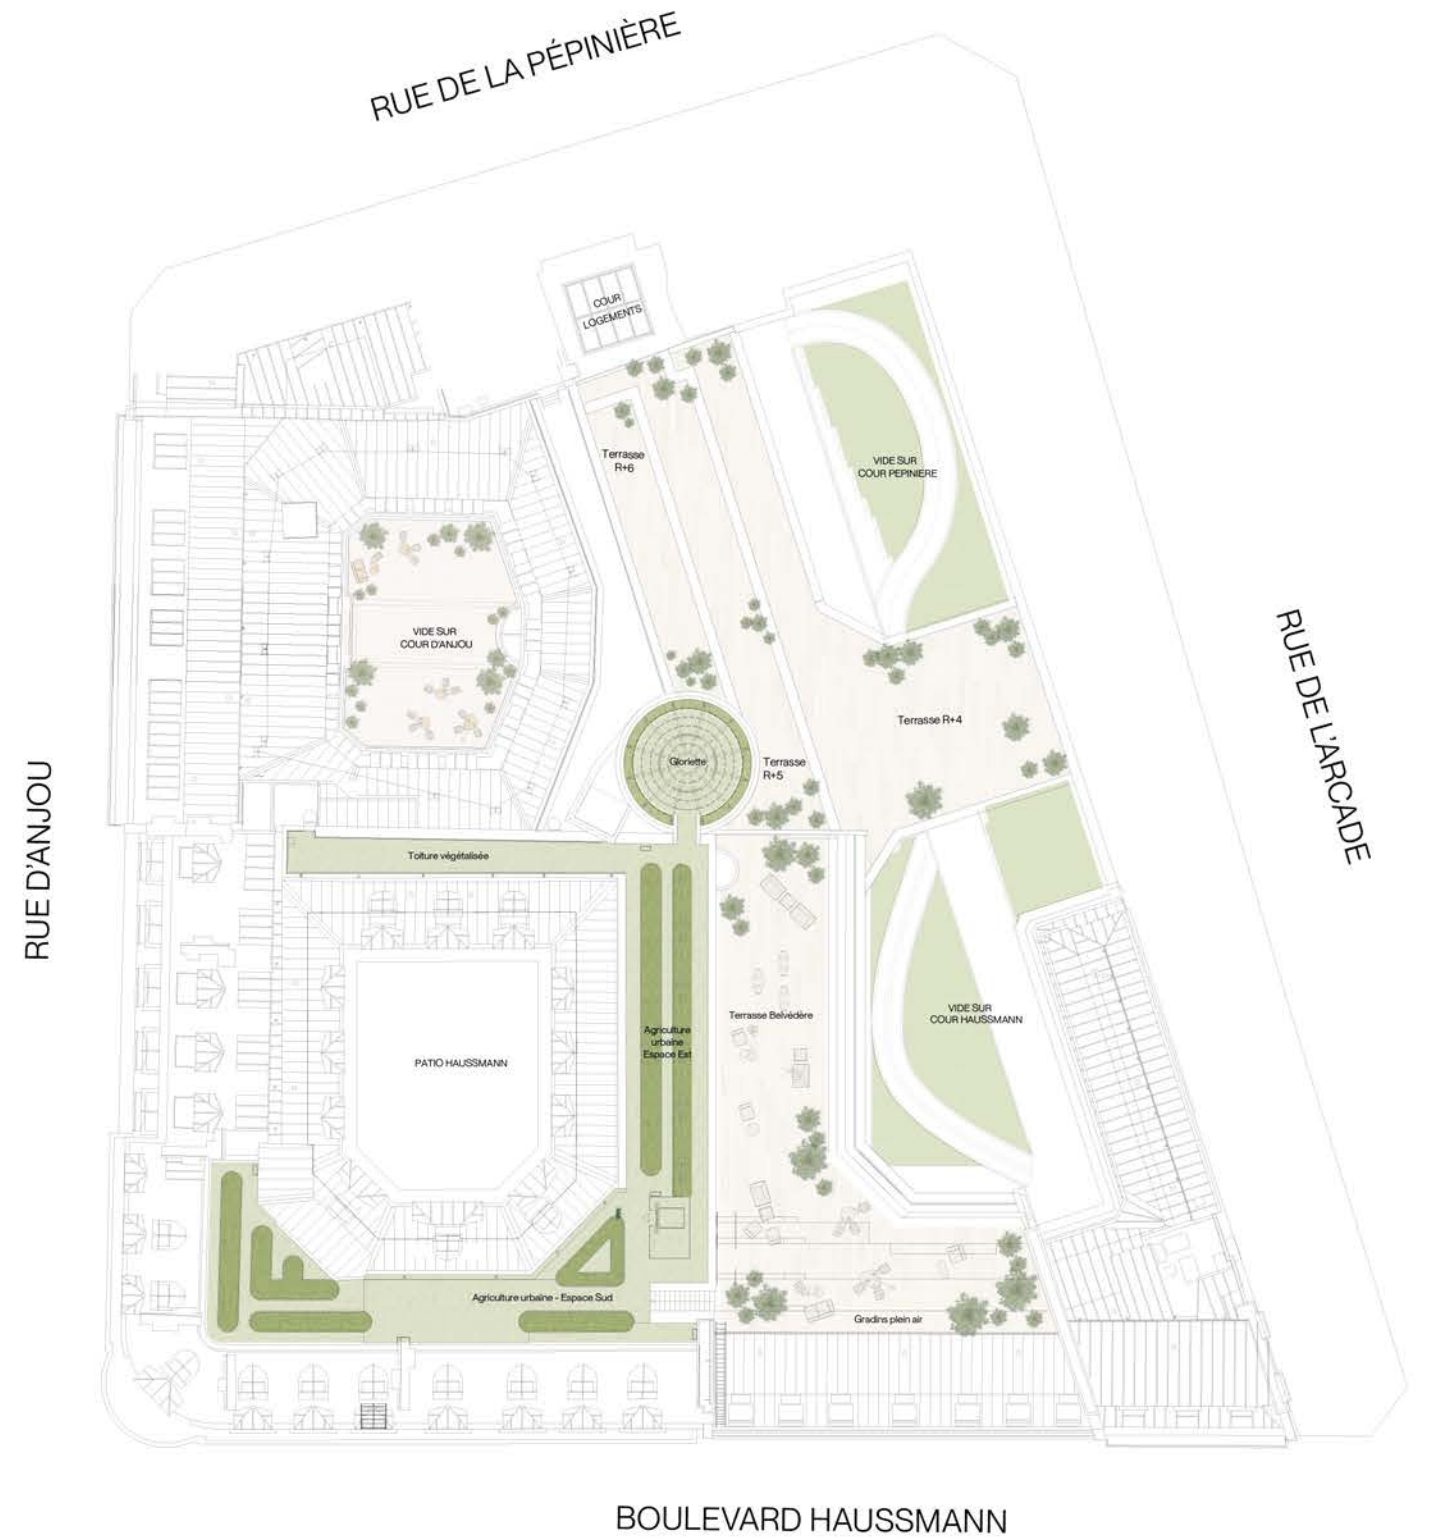 RUE DE LA PÉPINIÈRE
COUR
LOGEMENTS
Terrasse
R+6
VIDE SUR
COUR PEPINIERE
VIDE SUR
COUR D'ANJOU
RUE DE L'ARCADE
Terrasse R+4
Gloriette
Terrasse
R+5
RUE D'ANJOU
Toiture végétalisée
Terrasse Belvédère
VIDE SUR
COUR HAUSSMANN
Agriculture
urbaine
Espace Est
PATIO HAUSSMANN
Agriculture urbaine - Espace Sud
Gradins plein air
BOULEVARD HAUSSMANN